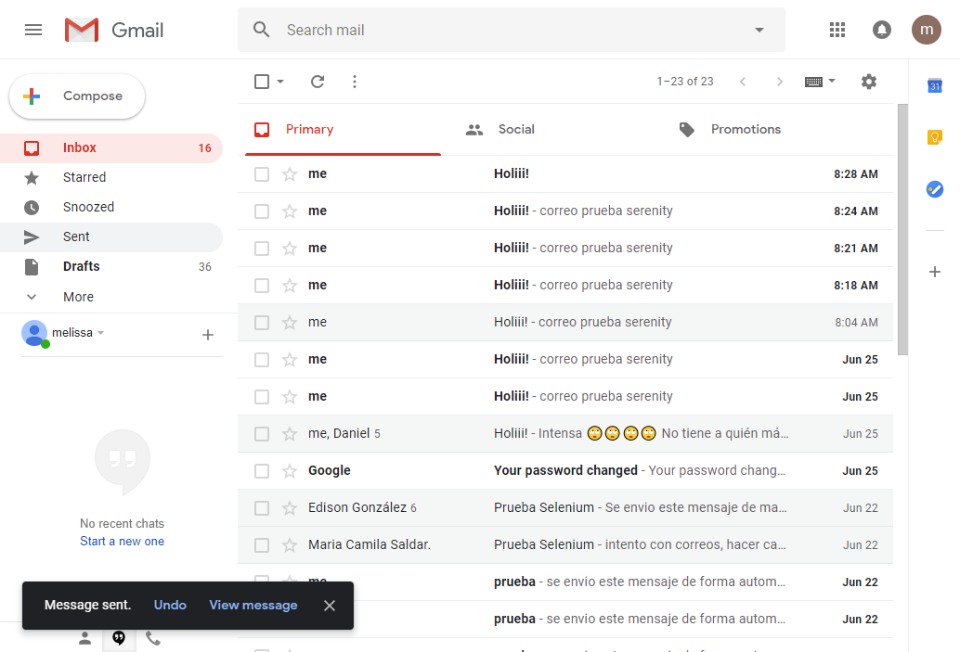 Gmail
Search mail
m
Compose
1–23 of 23
31
Primary
Social
Promotions
Inbox 16
Starred
Snoozed
Sent
Drafts 36
More
melissa
No recent chats
Start a new one
me Holiii! 8:28 AM
me Holiii! - correo prueba serenity 8:24 AM
me Holiii! - correo prueba serenity 8:21 AM
me Holiii! - correo prueba serenity 8:18 AM
me Holiii! - correo prueba serenity 8:04 AM
me Holiii! - correo prueba serenity Jun 25
me Holiii! - correo prueba serenity Jun 25
me, Daniel 5 Holiii! - Intensa 🙄🙄🙄🙄 No tiene a quién má… Jun 25
Google Your password changed - Your password chang… Jun 25
Edison González 6 Prueba Selenium - Se envio este mensaje de ma… Jun 22
Maria Camila Saldar. Prueba Selenium - intento con correos, hacer ca… Jun 22
me prueba - se envio este mensaje de forma autom… Jun 22
prueba - se envio este mensaje de forma autom… Jun 22
Message sent. Undo View message